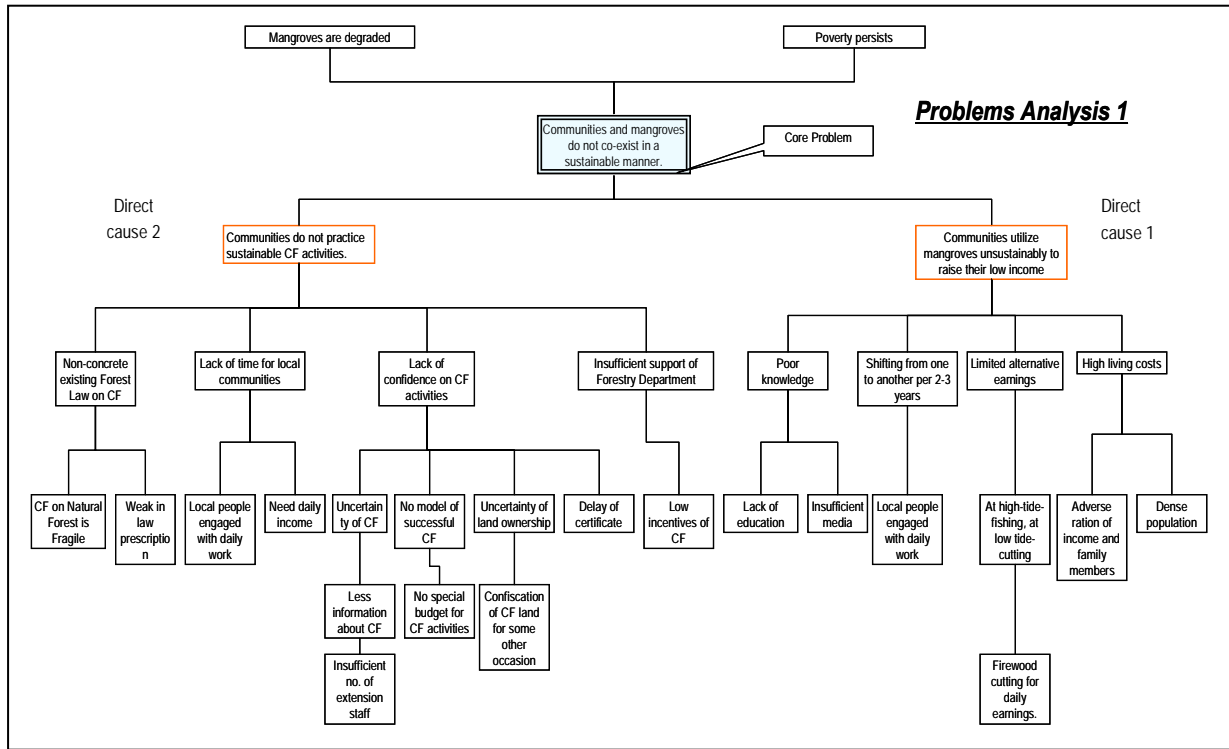 Mangroves are degraded
Poverty persists
Problems Analysis 1
Communities and mangroves
do not co-exist in a
sustainable manner.
Core Problem
Direct
cause 2
Direct
cause 1
Communities do not practice
sustainable CF activities.
Communities utilize
mangroves unsustainably to
raise their low income
Non-concrete
existing Forest
Law on CF
Lack of time for local
communities
Lack of
confidence on CF
activities
Insufficient support of
Forestry Department
Poor
knowledge
Shifting from one
to another per 2-3
years
Limited alternative
earnings
High living costs
CF on Natural
Forest is
Fragile
Weak in
law
prescriptio
n
Local people
engaged
with daily
work
Need daily
income
Uncertain
ty of CF
No model of
successful
CF
Uncertainty of
land ownership
Delay of
certificate
Low
incentives of
CF
Lack of
education
Insufficient
media
Local people
engaged
with daily
work
At high-tide-
fishing, at
low tide-
cutting
Adverse
ration of
income and
family
members
Dense
population
Less
information
about CF
No special
budget for
CF activities
Confiscation
of CF land
for some
other
occasion
Insufficient
no. of
extension
staff
Firewood
cutting for
daily
earnings.